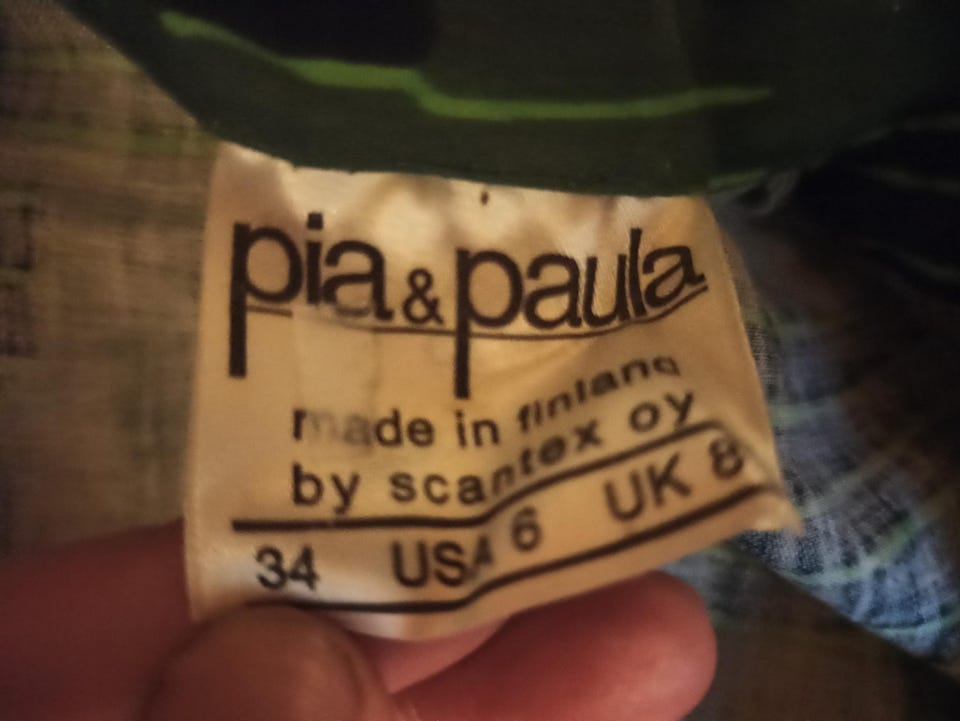 pia & paula
made in finland
by scantex oy
34 USA 6 UK 8